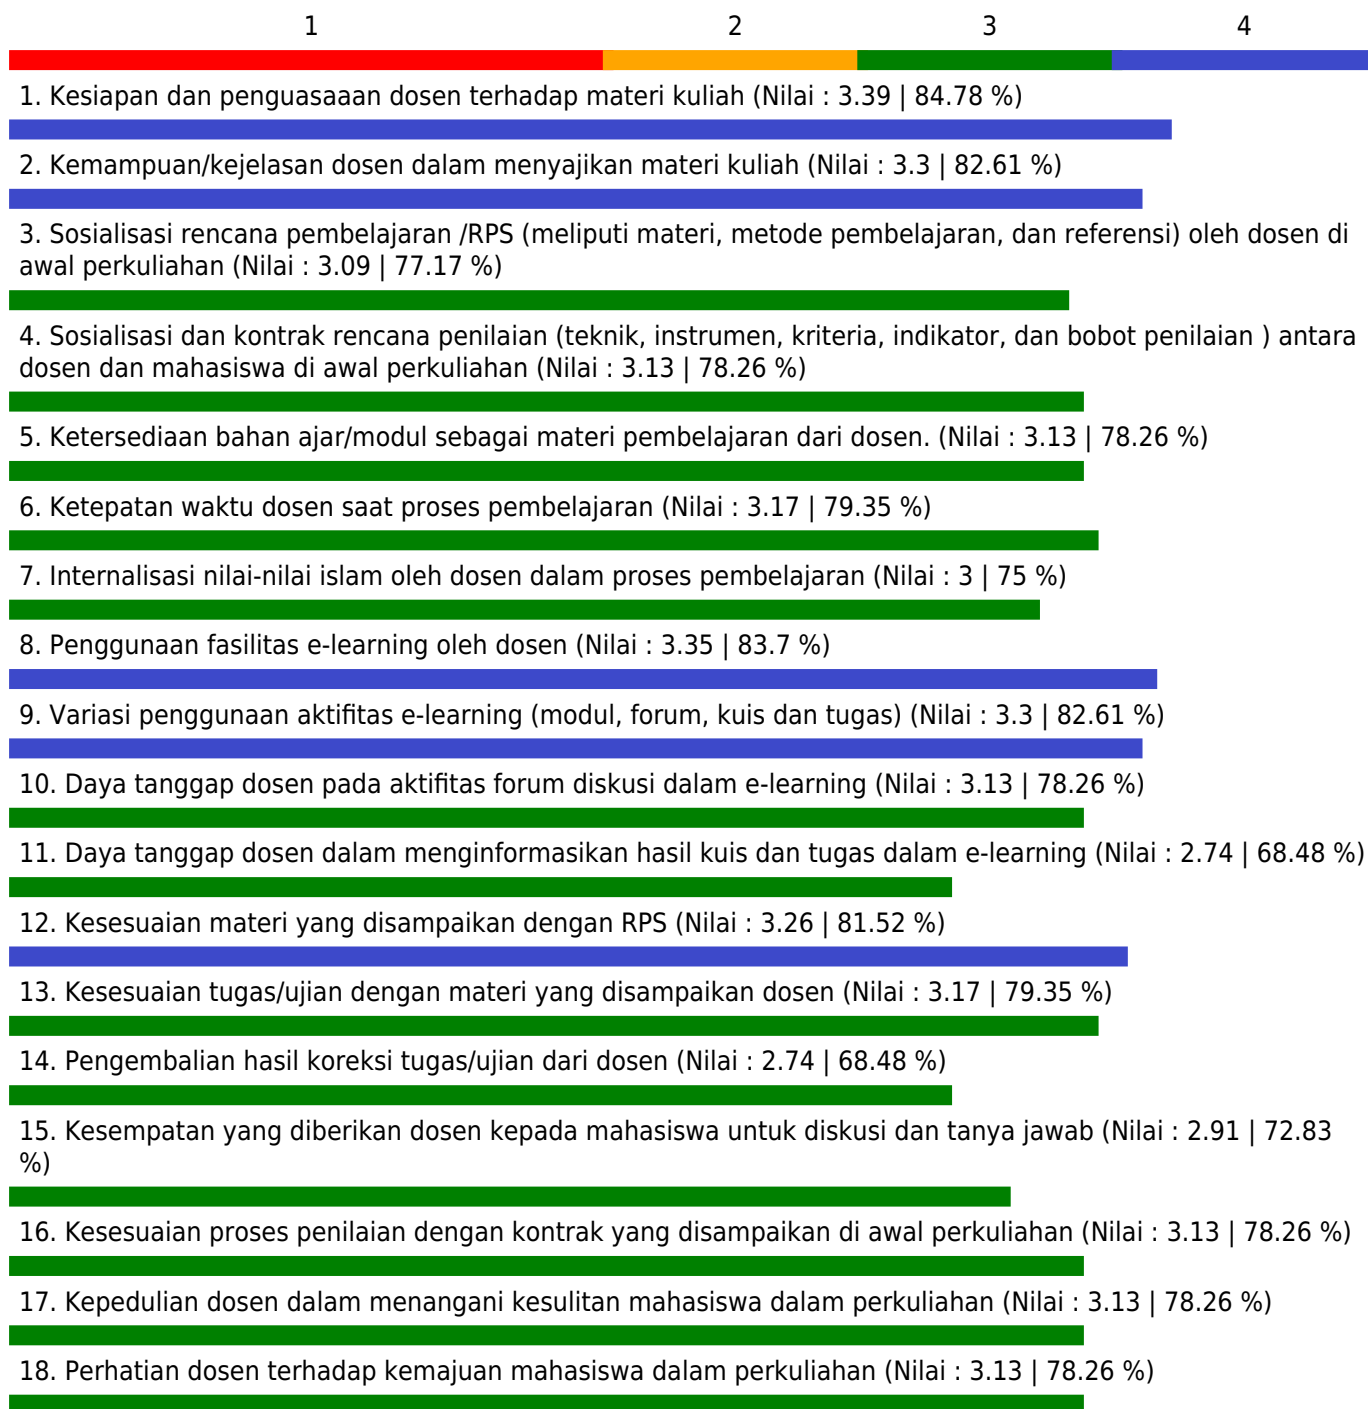 1 2 3 4
1. Kesiapan dan penguasaaan dosen terhadap materi kuliah (Nilai : 3.39 | 84.78 %)
2. Kemampuan/kejelasan dosen dalam menyajikan materi kuliah (Nilai : 3.3 | 82.61 %)
3. Sosialisasi rencana pembelajaran /RPS (meliputi materi, metode pembelajaran, dan referensi) oleh dosen di
awal perkuliahan (Nilai : 3.09 | 77.17 %)
4. Sosialisasi dan kontrak rencana penilaian (teknik, instrumen, kriteria, indikator, dan bobot penilaian ) antara
dosen dan mahasiswa di awal perkuliahan (Nilai : 3.13 | 78.26 %)
5. Ketersediaan bahan ajar/modul sebagai materi pembelajaran dari dosen. (Nilai : 3.13 | 78.26 %)
6. Ketepatan waktu dosen saat proses pembelajaran (Nilai : 3.17 | 79.35 %)
7. Internalisasi nilai-nilai islam oleh dosen dalam proses pembelajaran (Nilai : 3 | 75 %)
8. Penggunaan fasilitas e-learning oleh dosen (Nilai : 3.35 | 83.7 %)
9. Variasi penggunaan aktifitas e-learning (modul, forum, kuis dan tugas) (Nilai : 3.3 | 82.61 %)
10. Daya tanggap dosen pada aktifitas forum diskusi dalam e-learning (Nilai : 3.13 | 78.26 %)
11. Daya tanggap dosen dalam menginformasikan hasil kuis dan tugas dalam e-learning (Nilai : 2.74 | 68.48 %)
12. Kesesuaian materi yang disampaikan dengan RPS (Nilai : 3.26 | 81.52 %)
13. Kesesuaian tugas/ujian dengan materi yang disampaikan dosen (Nilai : 3.17 | 79.35 %)
14. Pengembalian hasil koreksi tugas/ujian dari dosen (Nilai : 2.74 | 68.48 %)
15. Kesempatan yang diberikan dosen kepada mahasiswa untuk diskusi dan tanya jawab (Nilai : 2.91 | 72.83
%)
16. Kesesuaian proses penilaian dengan kontrak yang disampaikan di awal perkuliahan (Nilai : 3.13 | 78.26 %)
17. Kepedulian dosen dalam menangani kesulitan mahasiswa dalam perkuliahan (Nilai : 3.13 | 78.26 %)
18. Perhatian dosen terhadap kemajuan mahasiswa dalam perkuliahan (Nilai : 3.13 | 78.26 %)